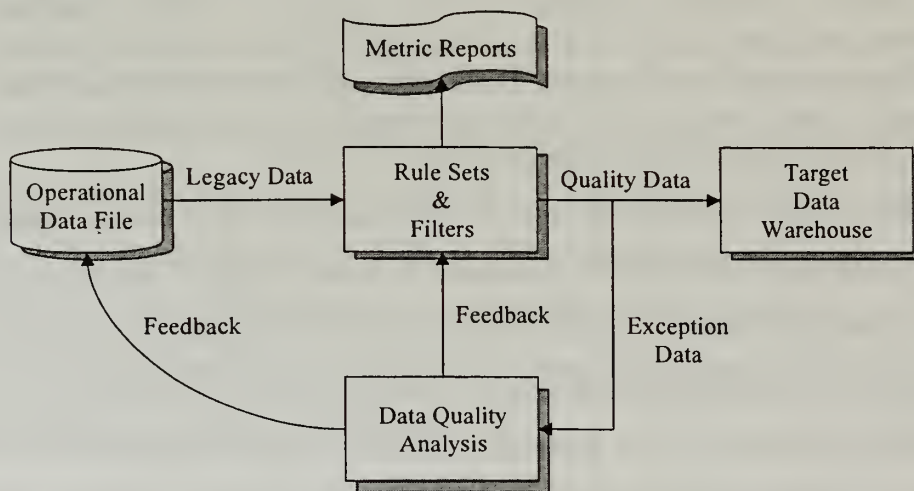 Metric Reports
Operational
Data File
Legacy Data
Rule Sets
&
Filters
Quality Data
Target
Data
Warehouse
Feedback
Feedback
Exception
Data
Data Quality
Analysis